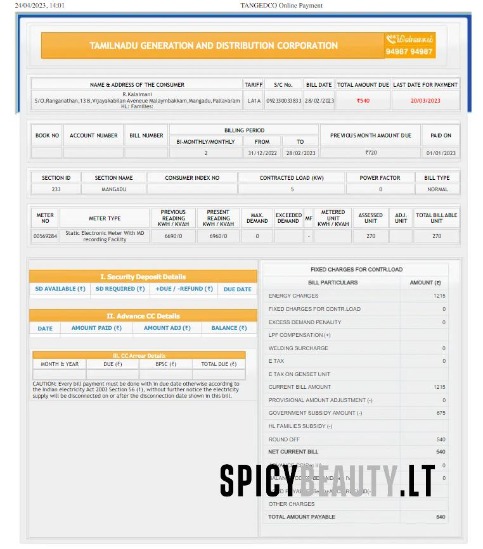 24/04/2023, 14:01 TANGEDCO Online Payment
TAMILNADU GENERATION AND DISTRIBUTION CORPORATION
94987 94987
NAME & ADDRESS OF THE CONSUMER TARIFF S/C No. BILL DATE TOTAL AMOUNT DUE LAST DATE FOR PAYMENT
R.Kalaimani
S/O.Ranganathan,138,Vijayakabilan Aveneue Malaymbakkam,Mangadu,Pallavaram LA1A 28/02/2023 ₹540 20/03/2023
HL: Families:
BILLING PERIOD
BOOK NO ACCOUNT NUMBER BILL NUMBER BI-MONTHLY/MONTHLY FROM TO PREVIOUS MONTH AMOUNT DUE PAID ON
2 31/12/2022 28/02/2023 ₹720 01/01/2023
SECTION ID SECTION NAME CONSUMER INDEX NO CONTRACTED LOAD (KW) POWER FACTOR BILL TYPE
233 MANGADU 5 0 NORMAL
METER NO METER TYPE PREVIOUS READING KWH / KVAH PRESENT READING KWH / KVAH MAX. DEMAND EXCEEDED DEMAND MF METERED UNIT KWH / KVAH ASSESSED UNIT ADJ. UNIT TOTAL BILLABLE UNIT
00569284 Static Electronic Meter With MD recording Facility 6690/0 6960/0 0 - 270 270
I. Security Deposit Details
SD AVAILABLE (₹) SD REQUIRED (₹) +DUE / -REFUND (₹) DUE DATE
II. Advance CC Details
DATE AMOUNT PAID (₹) AMOUNT ADJ (₹) BALANCE (₹)
III. CC Arrear Details
MONTH & YEAR DUE (₹) BPSC (₹) TOTAL DUE (₹)
CAUTION: Every bill payment must be done with in due date otherwise according to
the Indian electricity Act 2003 Section 56 (1), without further notice the electricity
supply will be disconnected on or after the disconnection date shown in this bill.
FIXED CHARGES FOR CONTR.LOAD
BILL PARTICULARS AMOUNT (₹)
ENERGY CHARGES 1215
FIXED CHARGES FOR CONTR.LOAD 0
EXCESS DEMAND PENALITY 0
LPF COMPENSATION (+)
WELDING SURCHARGE 0
E TAX 0
E TAX ON GENSET UNIT
CURRENT BILL AMOUNT 1215
PROVISIONAL AMOUNT ADJUSTMENT (-) 0
GOVERNMENT SUBSIDY AMOUNT (-) 675
HL FAMILIES SUBSIDY (-)
ROUND OFF 540
NET CURRENT BILL 540
SPICYBEAUTY.LT
OTHER CHARGES
TOTAL AMOUNT PAYABLE 540